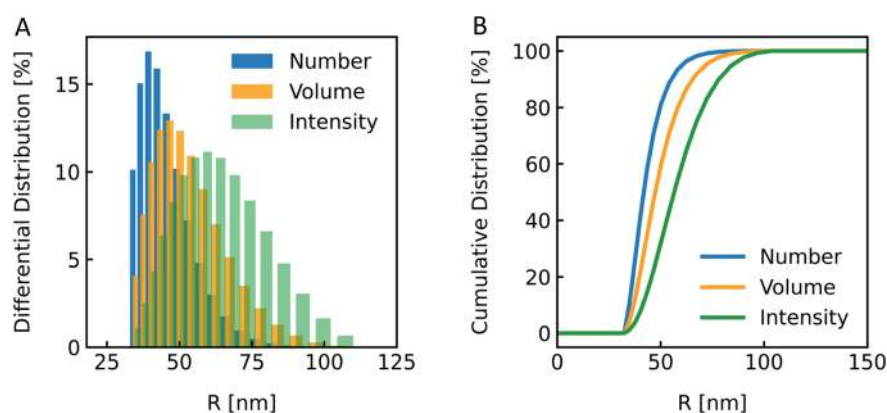 A
Differential Distribution [%]
15
10
5
0
Number
Volume
Intensity
25 50 75 100 125
R [nm]
B
Cumulative Distribution [%]
100
80
60
40
20
0
Number
Volume
Intensity
0 50 100 150
R [nm]